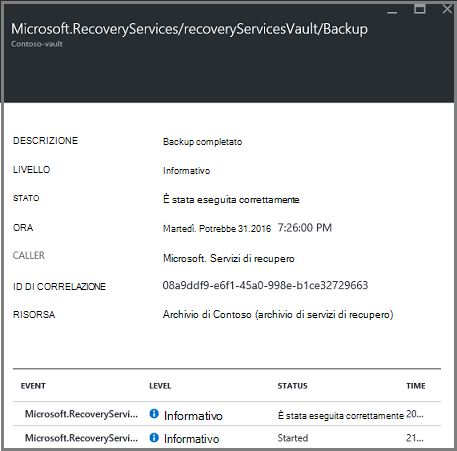 Microsoft.RecoveryServices/recoveryServicesVault/Backup
Contoso-vault
DESCRIZIONE Backup completato
LIVELLO Informativo
STATO È stata eseguita correttamente
ORA Martedì. Potrebbe 31.2016 7:26:00 PM
CALLER Microsoft. Servizi di recupero
ID DI CORRELAZIONE 08a9ddf9-e6f1-45a0-998e-b1ce32729663
RISORSA Archivio di Contoso (archivio di servizi di recupero)
EVENT LEVEL STATUS TIME
Microsoft.RecoveryServi... Informativo È stata eseguita correttamente 20...
Microsoft.RecoveryServi... Informativo Started 21...